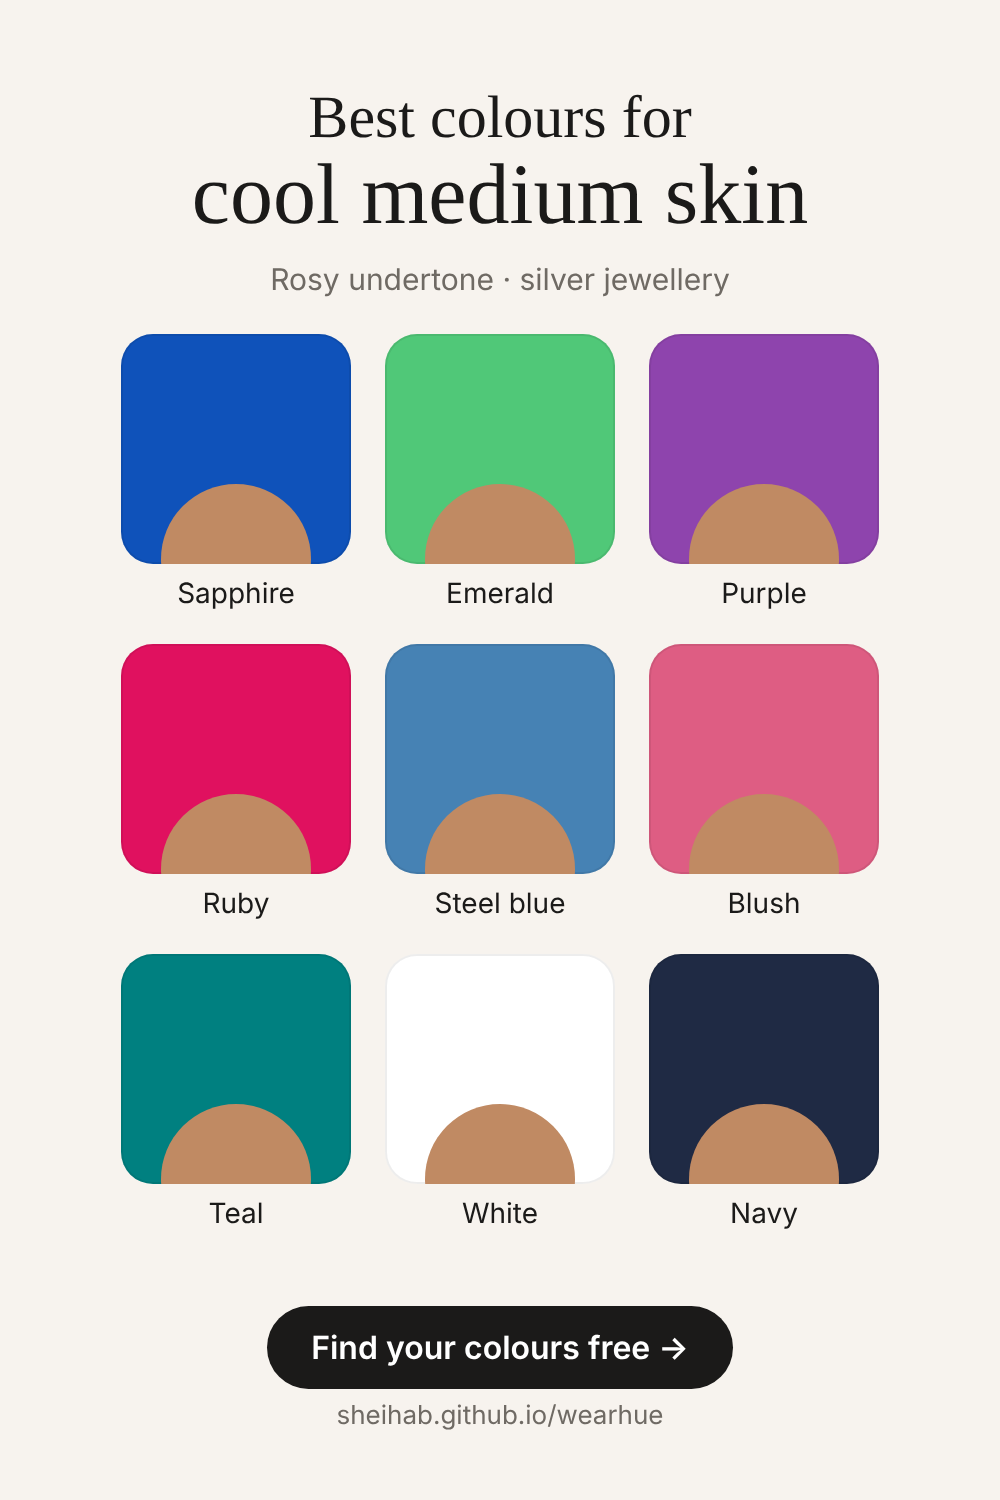 Best colours for
cool medium skin
Rosy undertone · silver jewellery
Sapphire
Emerald
Purple
Ruby
Steel blue
Blush
Teal
White
Navy
Find your colours free →
sheihab.github.io/wearhue